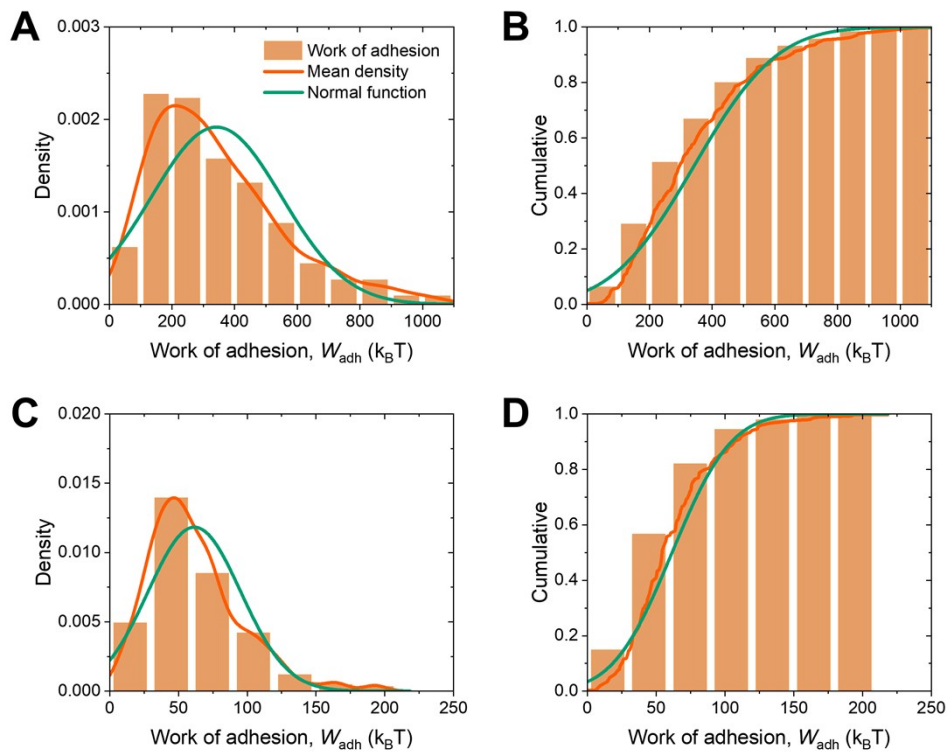 A
0.003
0.002
0.001
0.000
Density
Work of adhesion
Mean density
Normal function
0 200 400 600 800 1000
Work of adhesion, Wadh (kBT)
B
1.0
0.8
0.6
0.4
0.2
0.0
Cumulative
0 200 400 600 800 1000
Work of adhesion, Wadh (kBT)
C
0.020
0.015
0.010
0.005
0.000
Density
0 50 100 150 200 250
Work of adhesion, Wadh (kBT)
D
1.0
0.8
0.6
0.4
0.2
0.0
Cumulative
0 50 100 150 200 250
Work of adhesion, Wadh (kBT)